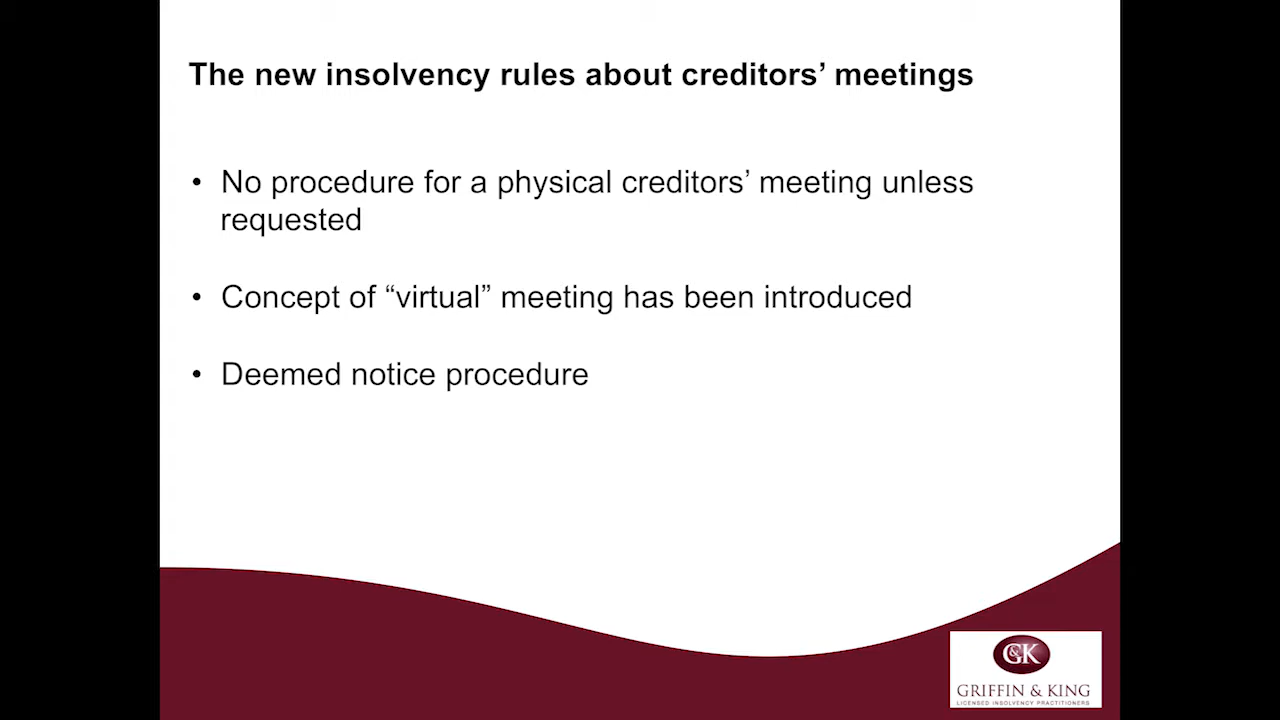 The new insolvency rules about creditors’ meetings
• No procedure for a physical creditors’ meeting unless
requested
• Concept of “virtual” meeting has been introduced
• Deemed notice procedure
G&K
GRIFFIN & KING
LICENSED INSOLVENCY PRACTITIONERS